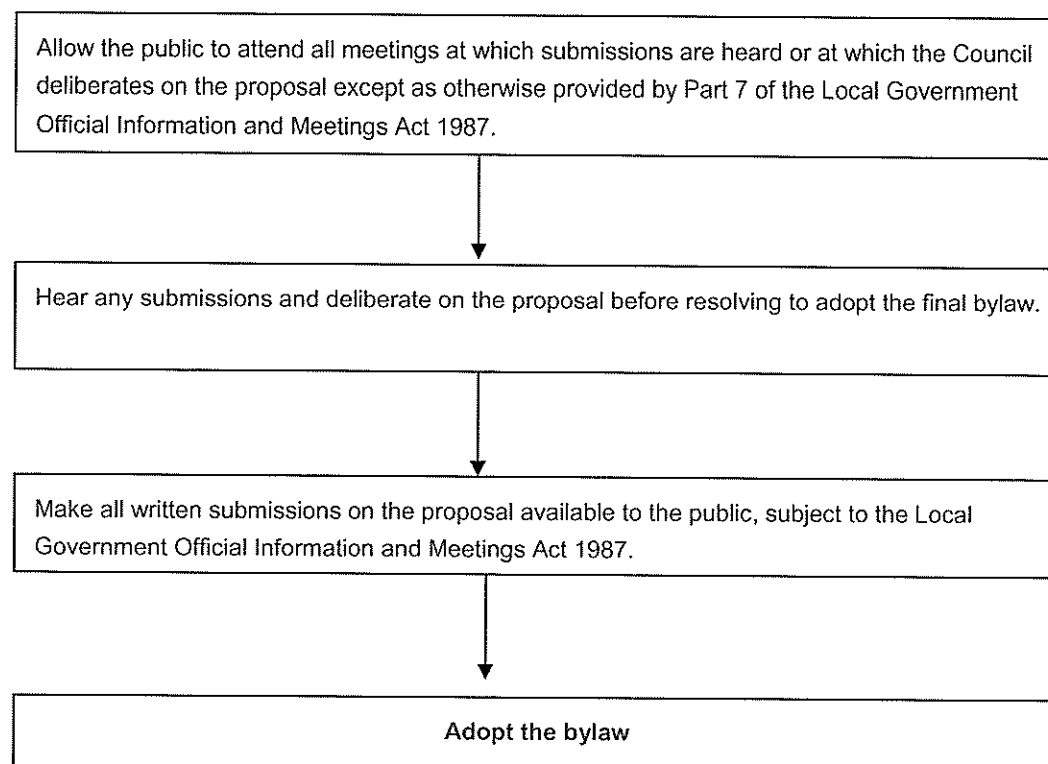 Allow the public to attend all meetings at which submissions are heard or at which the Council
deliberates on the proposal except as otherwise provided by Part 7 of the Local Government
Official Information and Meetings Act 1987.
Hear any submissions and deliberate on the proposal before resolving to adopt the final bylaw.
Make all written submissions on the proposal available to the public, subject to the Local
Government Official Information and Meetings Act 1987.
Adopt the bylaw